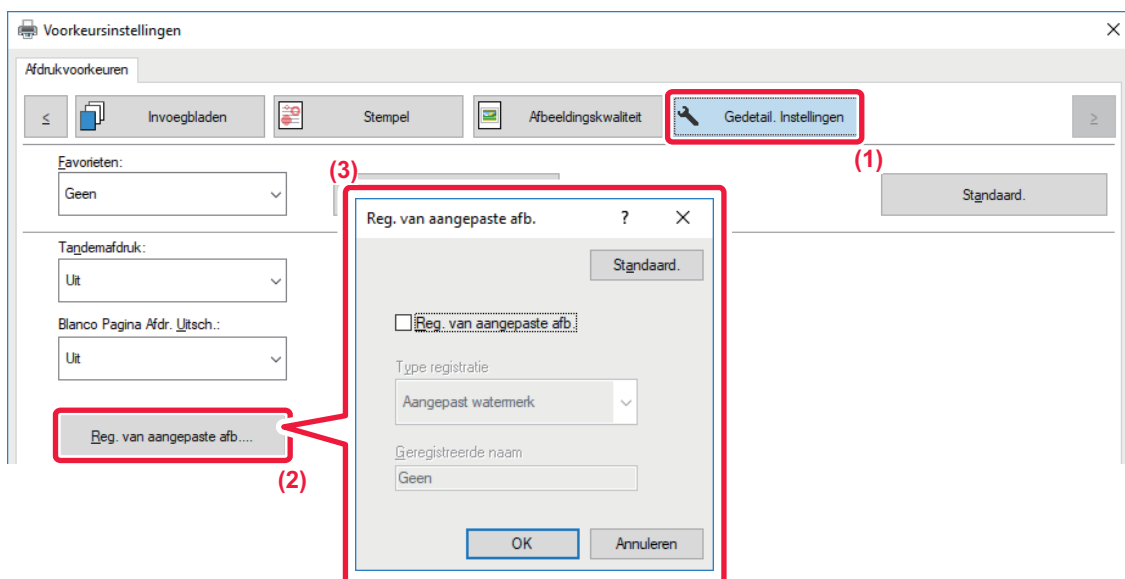 Voorkeursinstellingen
Afdrukvoorkeuren
<
Invoegbladen
Stempel
Afbeeldingskwaliteit
Gedetail. Instellingen
>
(1)
Favorieten:
Geen
(3)
Standaard.
Tandemafdruk:
Uit
Blanco Pagina Afdr. Uitsch.:
Uit
Reg. van aangepaste afb....
(2)
Reg. van aangepaste afb.
?
Standaard.
Reg. van aangepaste afb.
Type registratie
Aangepast watermerk
Geregistreerde naam
Geen
OK
Annuleren